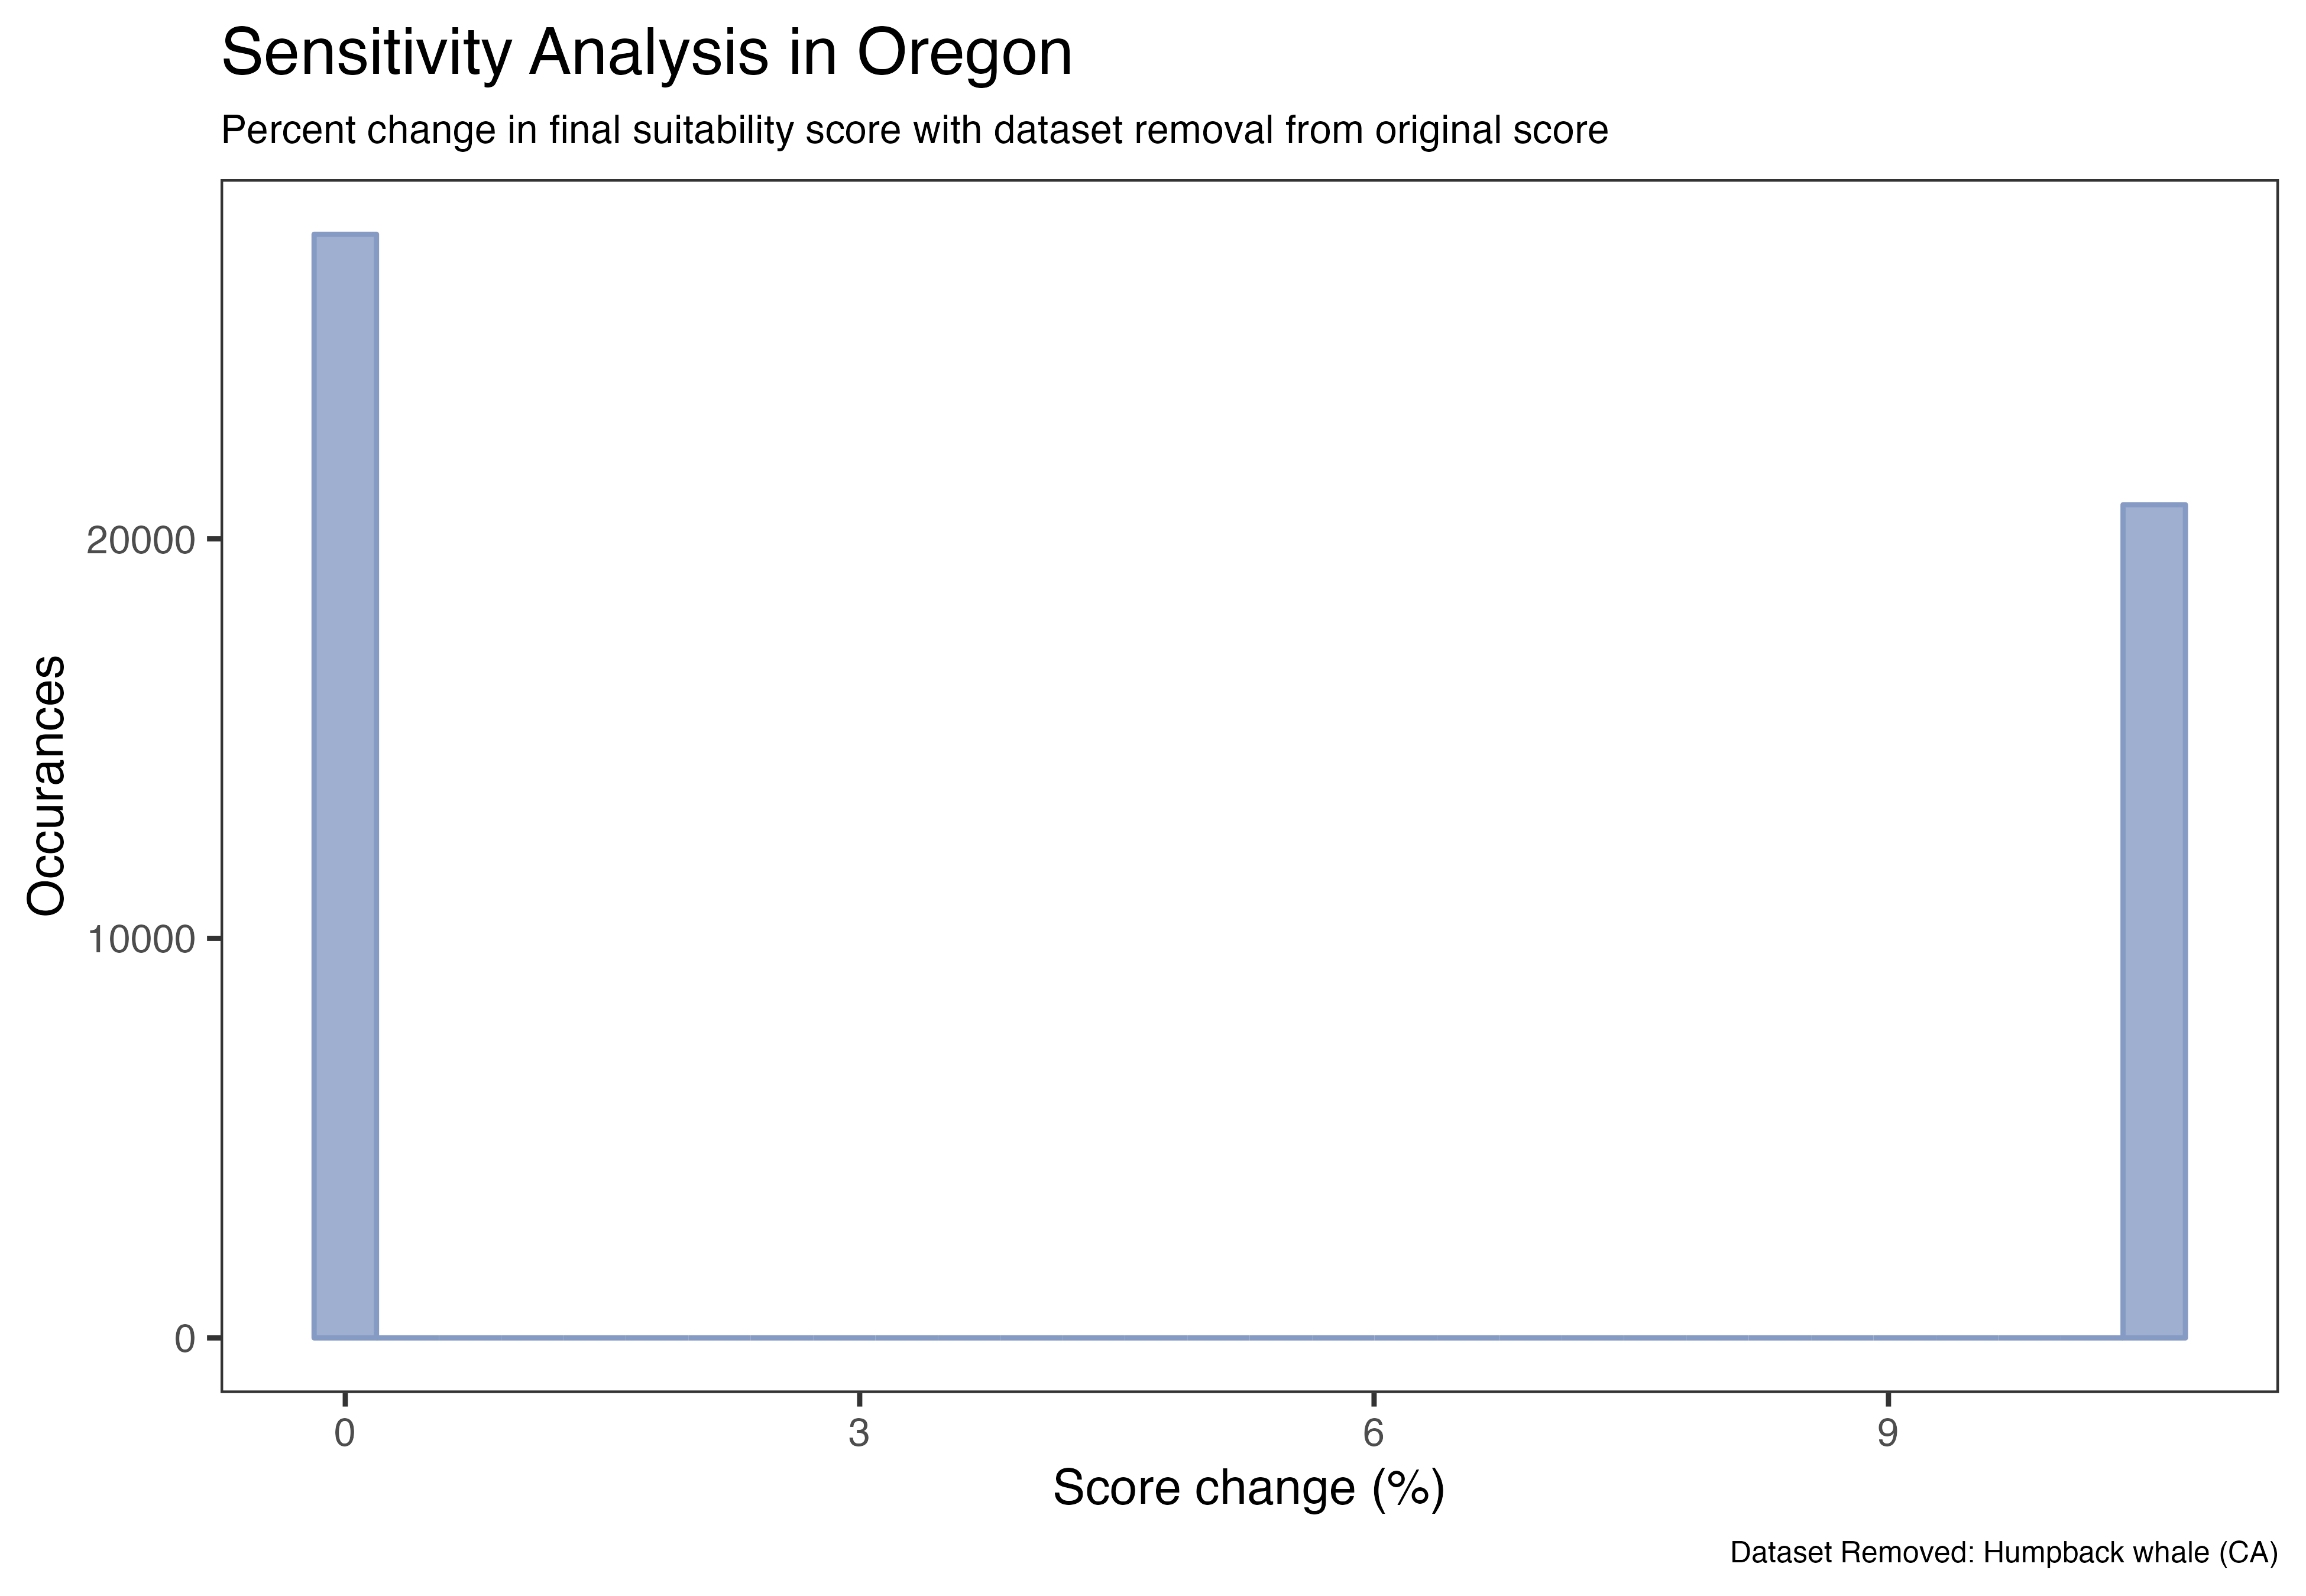 Sensitivity Analysis in Oregon
Percent change in final suitability score with dataset removal from original score
Occurances
20000
10000
0
0 3 6 9
Score change (%)
Dataset Removed: Humpback whale (CA)